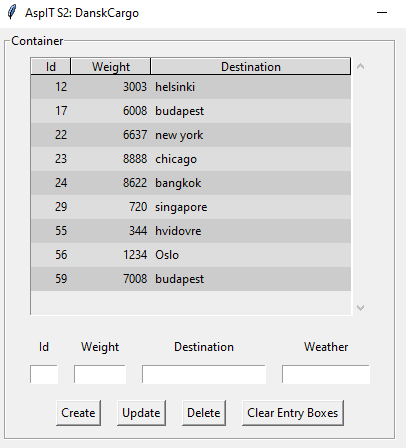 AspIT S2: DanskCargo
Container
Id Weight Destination
12 3003 helsinki
17 6008 budapest
22 6637 new york
23 8888 chicago
24 8622 bangkok
29 720 singapore
55 344 hvidovre
56 1234 Oslo
59 7008 budapest
Id Weight Destination Weather
Create Update Delete Clear Entry Boxes